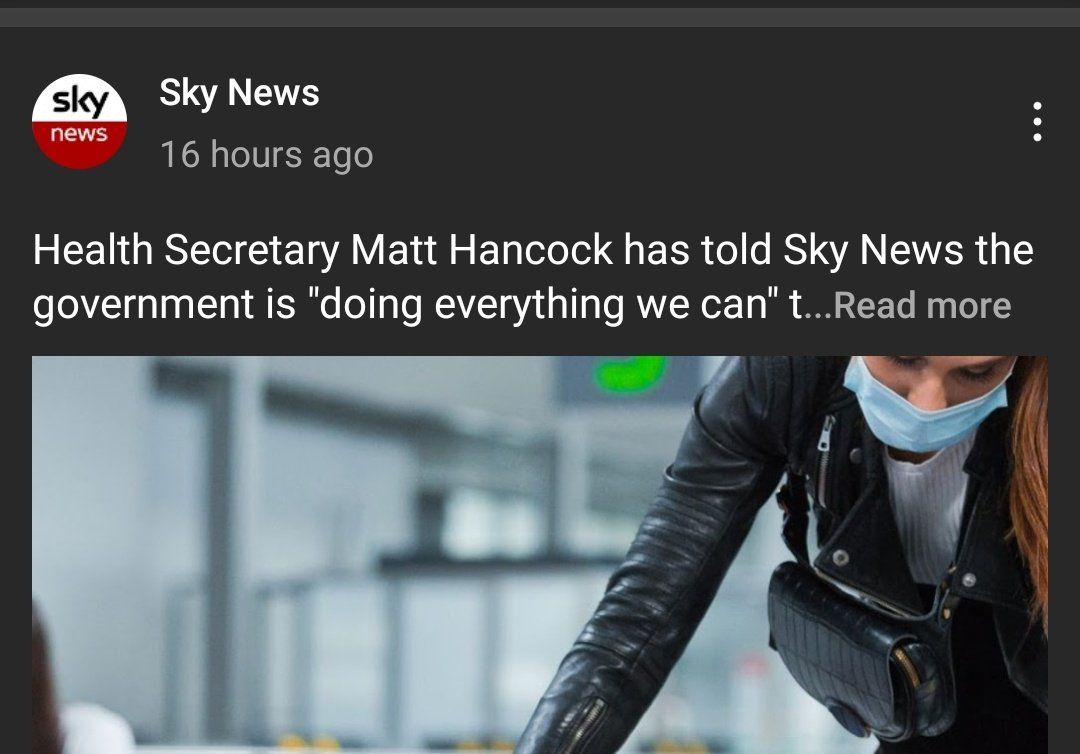 sky
news
Sky News
16 hours ago
Health Secretary Matt Hancock has told Sky News the
government is "doing everything we can" t...Read more